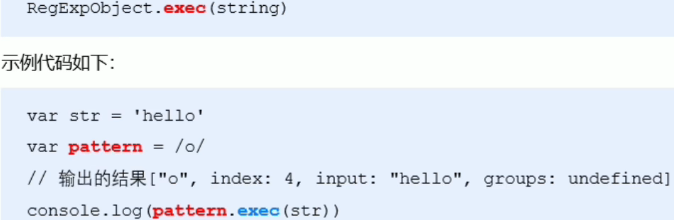 RegExpObject.exec(string)
示例代码如下：
var str = 'hello'
var pattern = /o/
// 输出的结果["o", index: 4, input: "hello", groups: undefined]
console.log(pattern.exec(str))